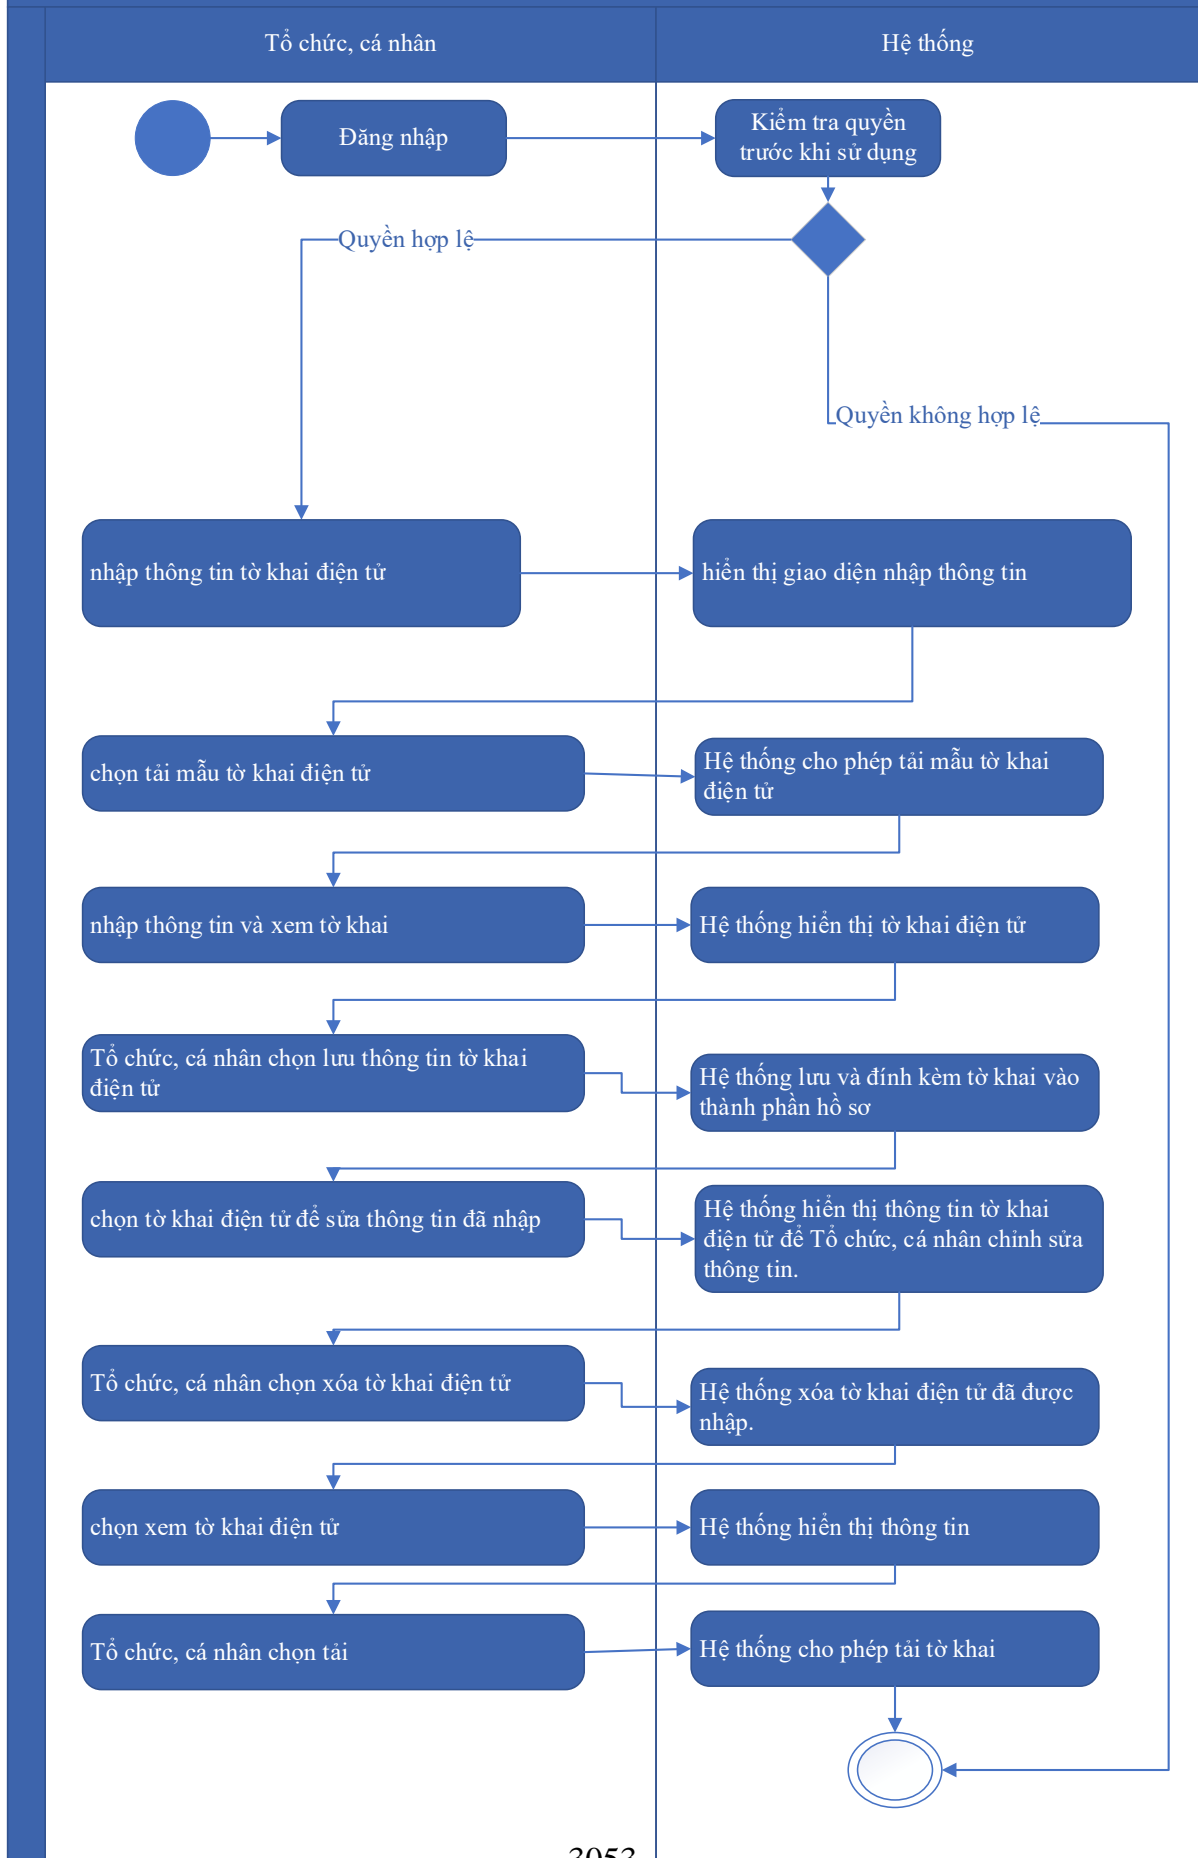 Tổ chức, cá nhân
Hệ thống
Đăng nhập
Kiểm tra quyền
trước khi sử dụng
Quyền hợp lệ
Quyền không hợp lệ
nhập thông tin tờ khai điện tử
hiển thị giao diện nhập thông tin
chọn tải mẫu tờ khai điện tử
Hệ thống cho phép tải mẫu tờ khai
điện tử
nhập thông tin và xem tờ khai
Hệ thống hiển thị tờ khai điện tử
Tổ chức, cá nhân chọn lưu thông tin tờ khai
điện tử
Hệ thống lưu và đính kèm tờ khai vào
thành phần hồ sơ
chọn tờ khai điện tử để sửa thông tin đã nhập
Hệ thống hiển thị thông tin tờ khai
điện tử để Tổ chức, cá nhân chỉnh sửa
thông tin.
Tổ chức, cá nhân chọn xóa tờ khai điện tử
Hệ thống xóa tờ khai điện tử đã được
nhập.
chọn xem tờ khai điện tử
Hệ thống hiển thị thông tin
Tổ chức, cá nhân chọn tải
Hệ thống cho phép tải tờ khai
3053